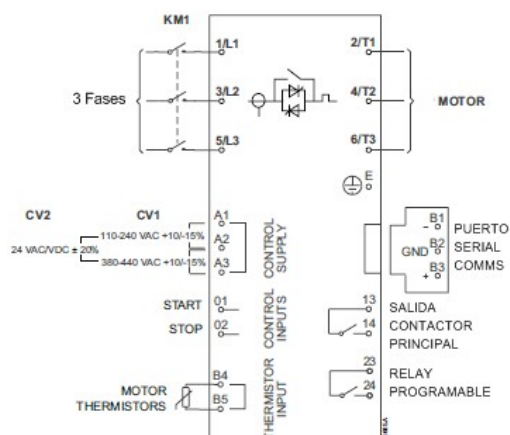 KM1
1/L1
2/T1
3 Fases
3/L2
4/T2
MOTOR
5/L3
6/T3
E
CV2
CV1
A1
B1
PUERTO
110-240 VAC +10/-15%
-
24 VAC/VDC ± 20%
A2
CONTROL
SUPPLY
GND
B2
SERIAL
380-440 VAC +10/-15%
A3
+
B3
COMMS
START
01
CONTROL
INPUTS
13
SALIDA
STOP
02
14
CONTACTOR
PRINCIPAL
B4
MOTOR
THERMISTORS
THERMISTOR
INPUT
B5
23
RELAY
24
PROGRAMABLE